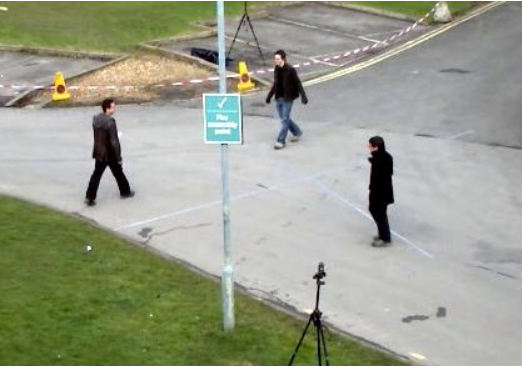 Fire
assembly
point